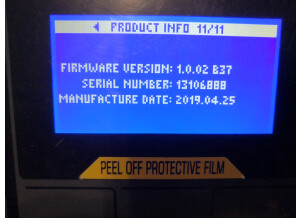 ◀ PRODUCT INFO 11/11
FIRMWARE VERSION: 1.0.02 B37
SERIAL NUMBER: 13106888
MANUFACTURE DATE: 2019.04.25
PEEL OFF PROTECTIVE FILM